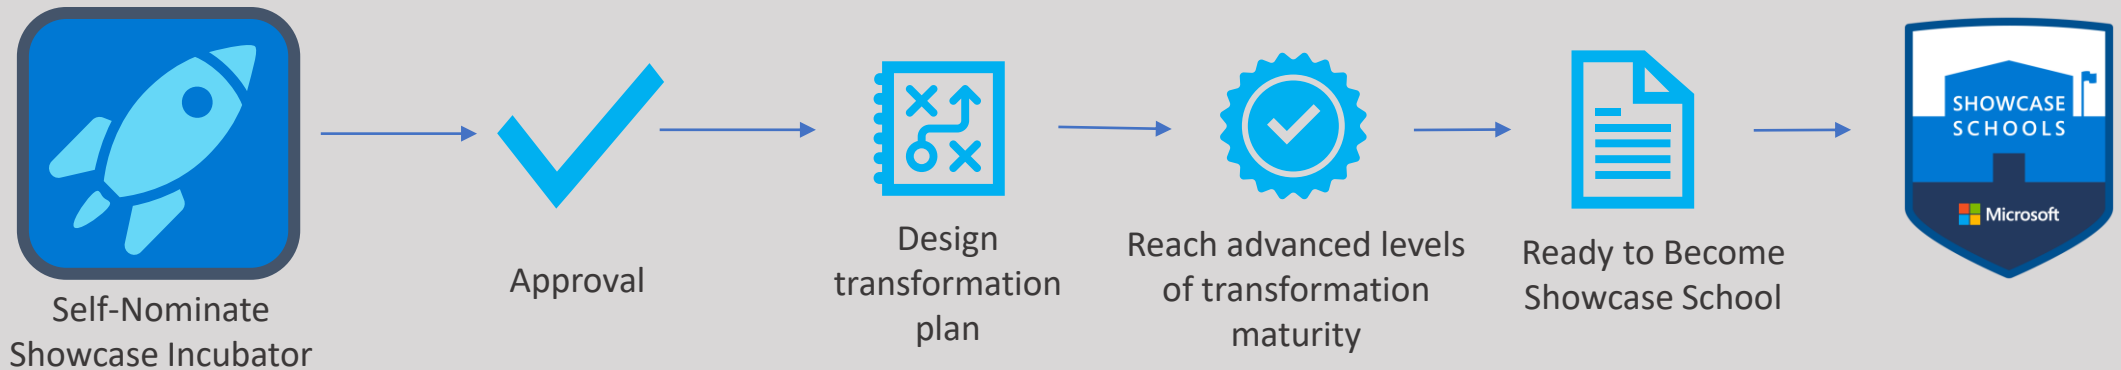 Self-Nominate
Showcase Incubator
Approval
Design
transformation
plan
Reach advanced levels
of transformation
maturity
Ready to Become
Showcase School
SHOWCASE
SCHOOLS
Microsoft